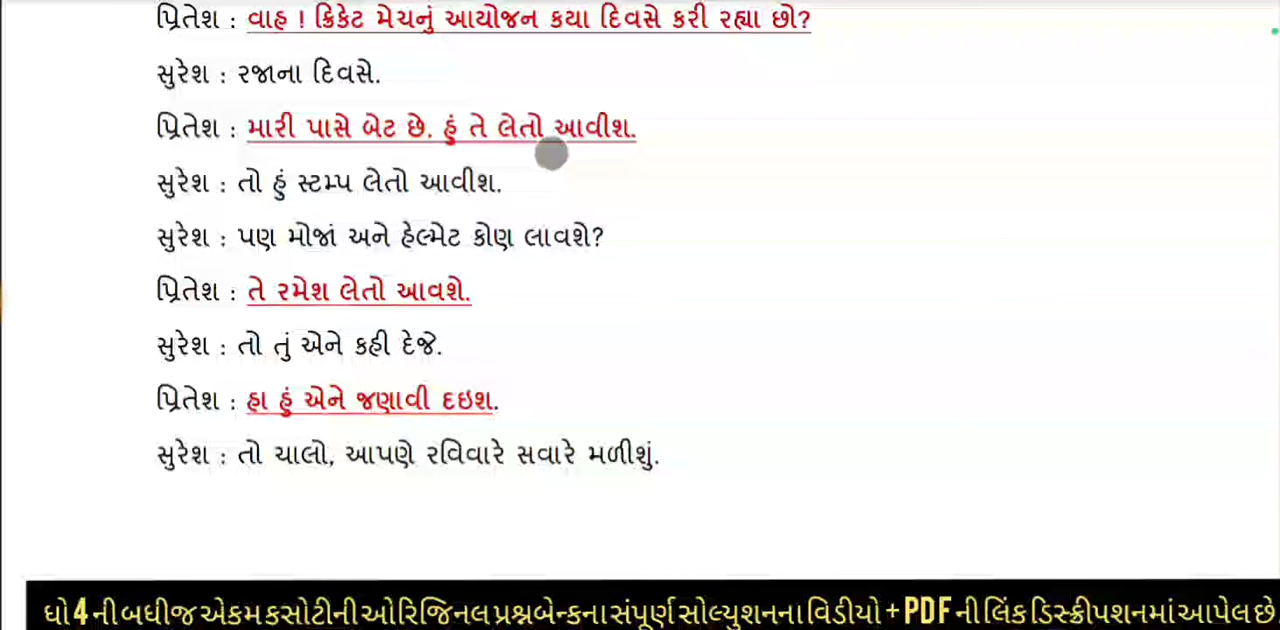 પ્રિતેશ : વાહ ! ક્રિકેટ મેચનું આયોજન કયા દિવસે કરી રહ્યા છો?
સુરેશ : રજાના દિવસે.
પ્રિતેશ : મારી પાસે બેટ છે. હું તે લેતો આવીશ.
સુરેશ : તો હું સ્ટમ્પ લેતો આવીશ.
સુરેશ : પણ મોજાં અને હેલ્મેટ કોણ લાવશે?
પ્રિતેશ : તે રમેશ લેતો આવશે.
સુરેશ : તો તું એને કહી દેજે.
પ્રિતેશ : હા હું એને જણાવી દઇશ.
સુરેશ : તો ચાલો, આપણે રવિવારે સવારે મળીશું.
ધો 4 ની બધીજ એકમ કસોટીની ઓરિજિનલ પ્રશ્નબેન્કના સંપૂર્ણ સોલ્યુશનના વિડીયો + PDF ની લિંક ડિસ્ક્રીપશનમાં આપેલ છે